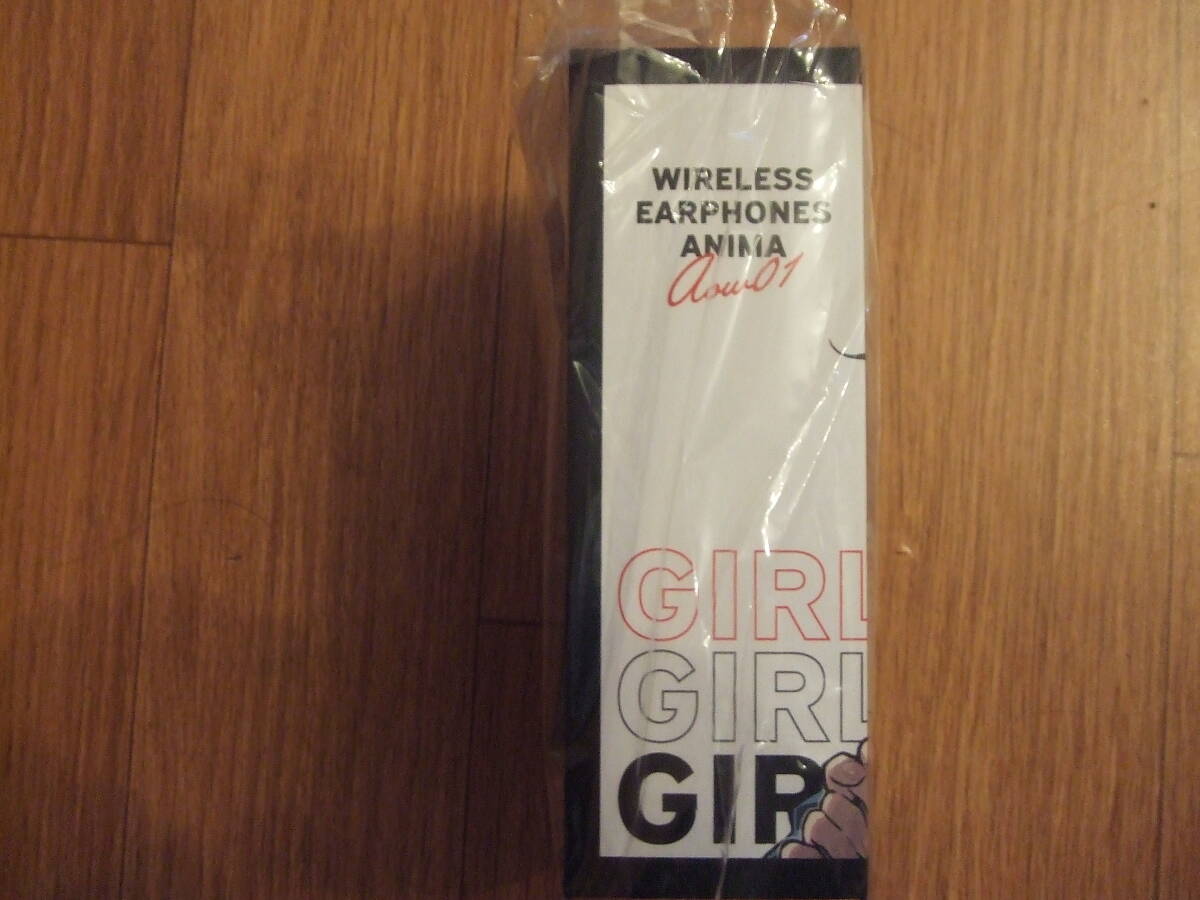 WIRELESS
EARPHONES
ANIMA
Aow01
GIRL
GIRL
GIR